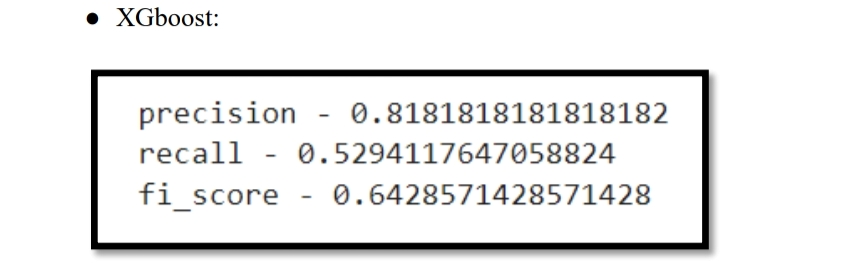 ● XGboost:
precision - 0.8181818181818182
recall - 0.5294117647058824
fi_score - 0.6428571428571428